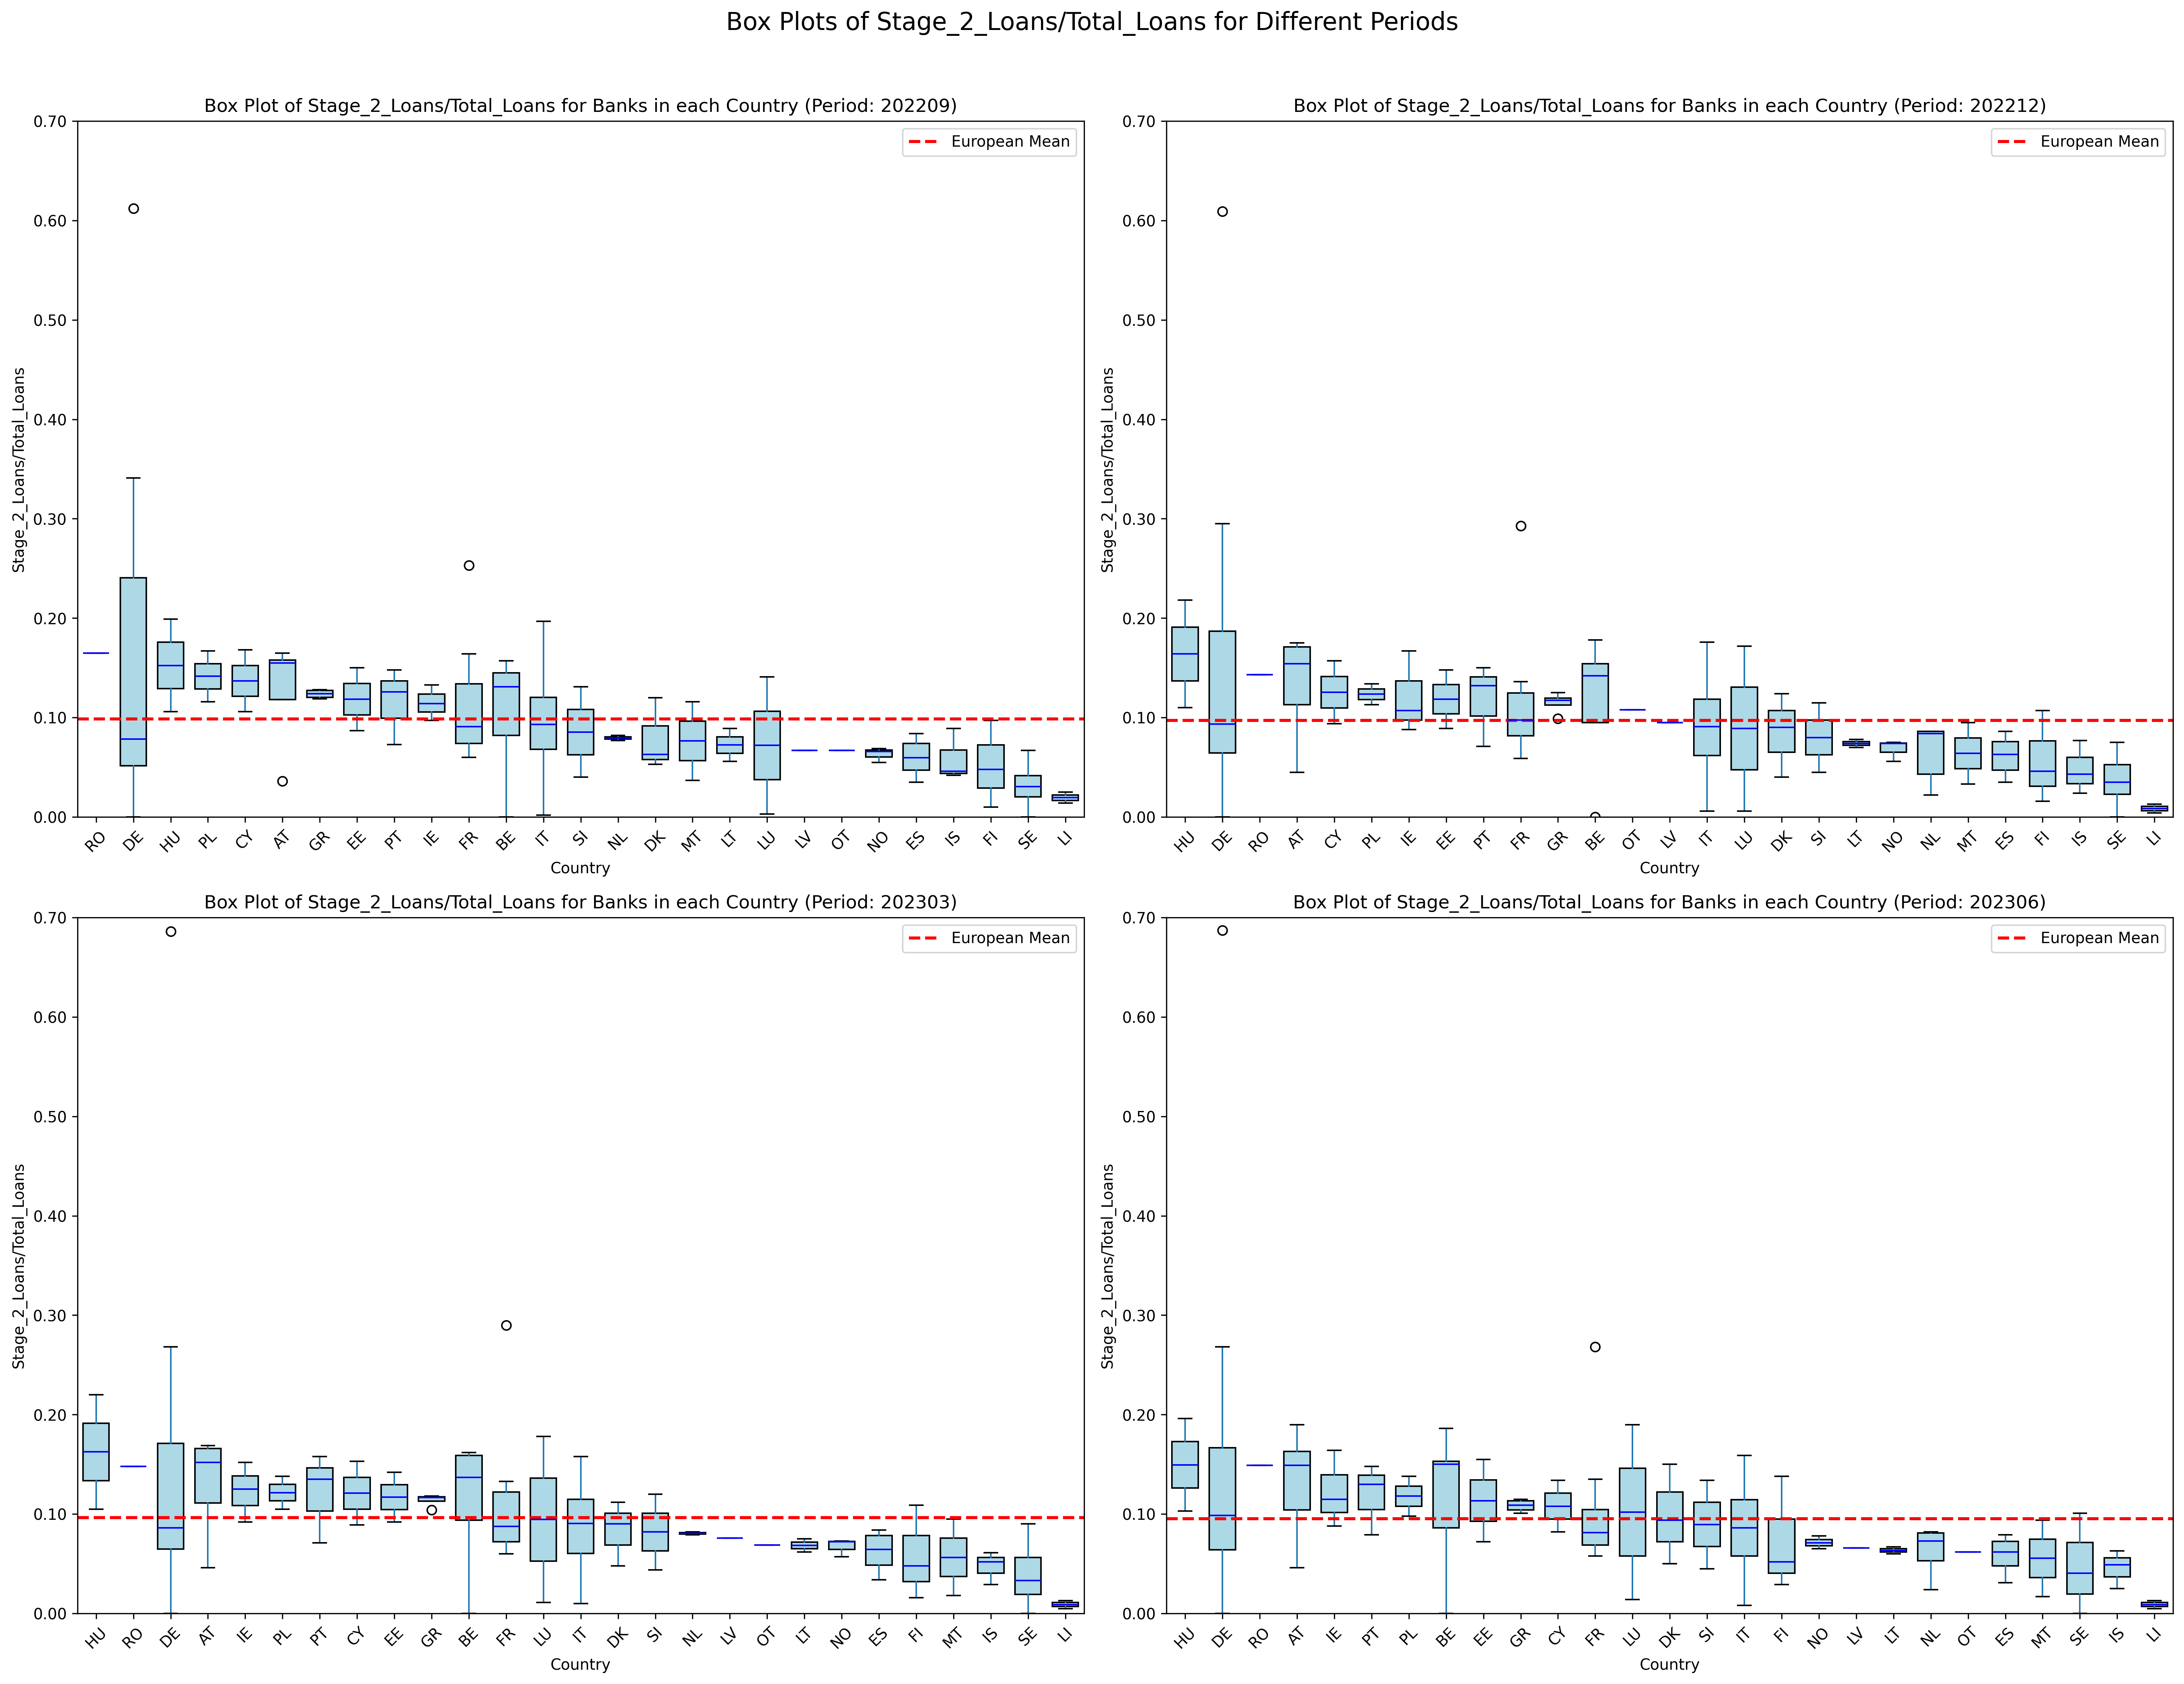 Box Plots of Stage_2_Loans/Total_Loans for Different Periods
Box Plot of Stage_2_Loans/Total_Loans for Banks in each Country (Period: 202209)
European Mean
0.70
0.60
0.50
0.40
0.30
0.20
0.10
0.00
Stage_2_Loans/Total_Loans
RO DE HU PL CY AT GR EE PT IE FR BE IT SI NL DK MT LT LU LV OT NO ES IS FI SE LI
Country
Box Plot of Stage_2_Loans/Total_Loans for Banks in each Country (Period: 202212)
European Mean
0.70
0.60
0.50
0.40
0.30
0.20
0.10
0.00
Stage_2_Loans/Total_Loans
HU DE RO AT CY PL IE EE PT FR GR BE OT LV IT LU DK SI LT NO NL MT ES FI IS SE LI
Country
Box Plot of Stage_2_Loans/Total_Loans for Banks in each Country (Period: 202303)
European Mean
0.70
0.60
0.50
0.40
0.30
0.20
0.10
0.00
Stage_2_Loans/Total_Loans
HU RO DE AT IE PL PT CY EE GR BE FR LU IT DK SI NL LV OT LT NO ES FI MT IS SE LI
Country
Box Plot of Stage_2_Loans/Total_Loans for Banks in each Country (Period: 202306)
European Mean
0.70
0.60
0.50
0.40
0.30
0.20
0.10
0.00
Stage_2_Loans/Total_Loans
HU DE RO AT IE PT PL BE EE GR CY FR LU DK SI IT FI NO LV LT NL OT ES MT SE IS LI
Country